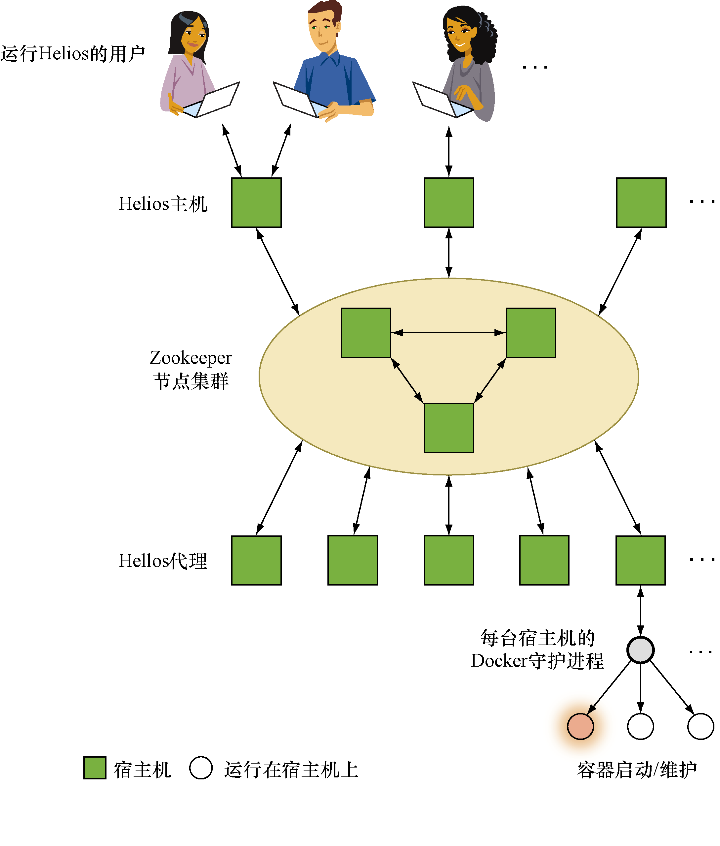 运行Helios的用户
...
Helios主机
...
Zookeeper
节点集群
Hellos代理
...
每台宿主机的
Docker守护进程
...
宿主机
运行在宿主机上
容器启动/维护